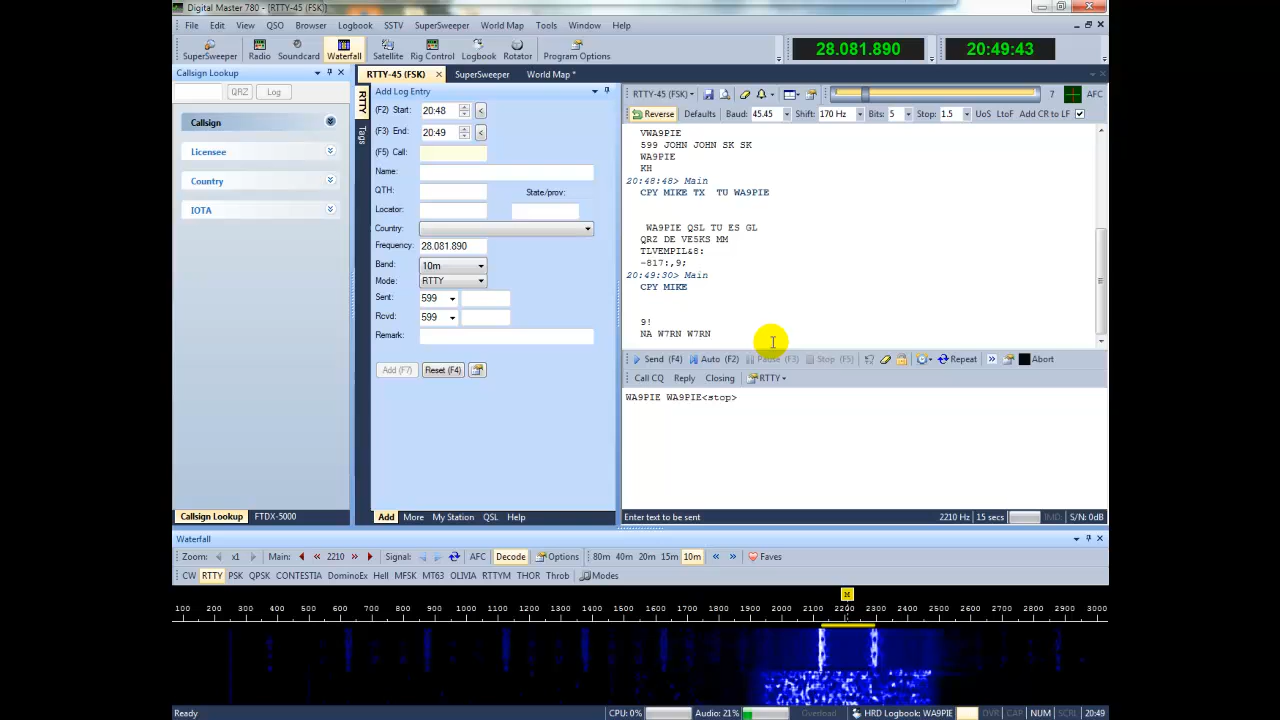 Digital Master 780 - [RTTY-45 (FSK)]
File Edit View QSO Browser Logbook SSTV SuperSweeper World Map Tools Window Help
SuperSweeper Radio Soundcard Waterfall Satellite Rig Control Logbook Rotator Program Options
28.081.890
20:49:43
Callsign Lookup
QRZ Log
Callsign
Licensee
Country
IOTA
Callsign Lookup FTDX-5000
RTTY-45 (FSK) SuperSweeper World Map *
RTTY
Tags
Add Log Entry
(F2) Start: 20:48 <
(F3) End: 20:49 <
(F5) Call:
Name:
QTH: State/prov:
Locator:
Country:
Frequency: 28.081.890
Band: 10m
Mode: RTTY
Sent: 599
Rcvd: 599
Remark:
Add (F7) Reset (F4)
Add More My Station QSL Help
RTTY-45 (FSK) 7 AFC
Reverse Defaults Baud: 45.45 Shift: 170 Hz Bits: 5 Stop: 1.5 UoS LtoF Add CR to LF
VWA9PIE
599 JOHN JOHN SK SK
WA9PIE
KH
20:48:48> Main
CPY MIKE TX TU WA9PIE
WA9PIE QSL TU ES GL
QRZ DE VE5KS MM
TLVEMPIL&8:
-817:,9;
20:49:30> Main
CPY MIKE
9!
NA W7RN W7RN
Send (F4) Auto (F2) Pause (F3) Stop (F5) Repeat Abort
Call CQ Reply Closing RTTY
WA9PIE WA9PIE<stop>
Enter text to be sent 2210 Hz 15 secs IMD: S/N: 0dB
Waterfall
Zoom: x1 Main: 2210 Signal: AFC Decode Options 80m 40m 20m 15m 10m Faves
CW RTTY PSK QPSK CONTESTIA DominoEx Hell MFSK MT63 OLIVIA RTTYM THOR Throb Modes
M
100 200 300 400 500 600 700 800 900 1000 1100 1200 1300 1400 1500 1600 1700 1800 1900 2000 2100 2200 2300 2400 2500 2600 2700 2800 2900 3000
Ready CPU: 0% Audio: 21% Overload HRD Logbook: WA9PIE OVR CAP NUM SCRL 20:49